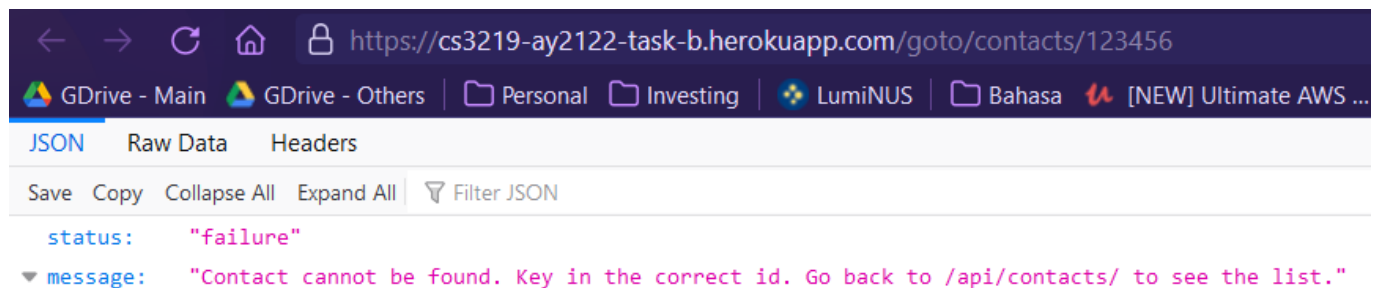 https://cs3219-ay2122-task-b.herokuapp.com/goto/contacts/123456
GDrive - Main GDrive - Others Personal Investing LumiNUS Bahasa [NEW] Ultimate AWS ...
JSON Raw Data Headers
Save Copy Collapse All Expand All Filter JSON
status: "failure"
message: "Contact cannot be found. Key in the correct id. Go back to /api/contacts/ to see the list."